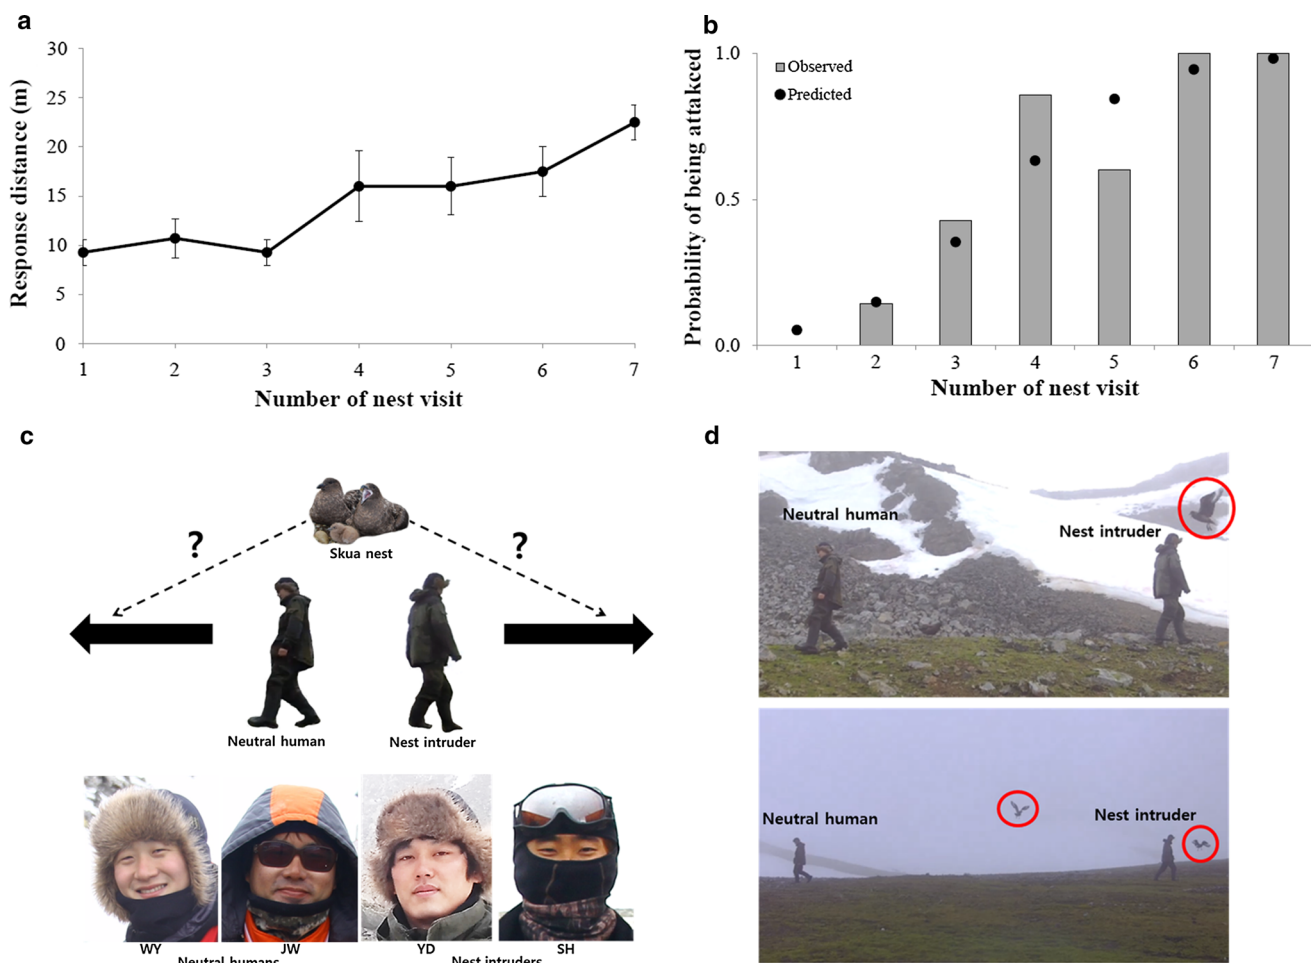 a
30
25
20
15
10
5
0
Response distance (m)
1 2 3 4 5 6 7
Number of nest visit
b
1.0
0.5
0.0
Probability of being attakced
Observed
Predicted
1 2 3 4 5 6 7
Number of nest visit
c
? ?
Skua nest
Neutral human Nest intruder
WY JW YD SH
Neutral humans Nest intruders
d
Neutral human
Nest intruder
Neutral human
Nest intruder